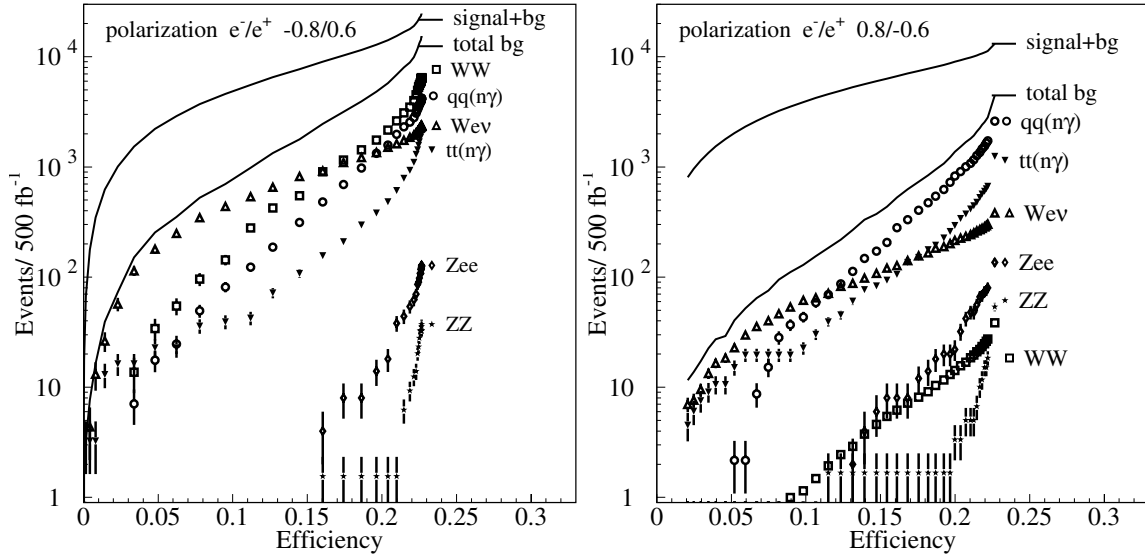 polarization e⁻/e⁺ -0.8/0.6
signal+bg
total bg
WW
qq(nγ)
Weν
tt(nγ)
Zee
ZZ
Events/ 500 fb⁻¹
10⁴
10³
10²
10
1
0 0.05 0.1 0.15 0.2 0.25 0.3
Efficiency
polarization e⁻/e⁺ 0.8/-0.6
signal+bg
total bg
qq(nγ)
tt(nγ)
Weν
Zee
ZZ
WW
Events/ 500 fb⁻¹
10⁴
10³
10²
10
1
0 0.05 0.1 0.15 0.2 0.25 0.3
Efficiency